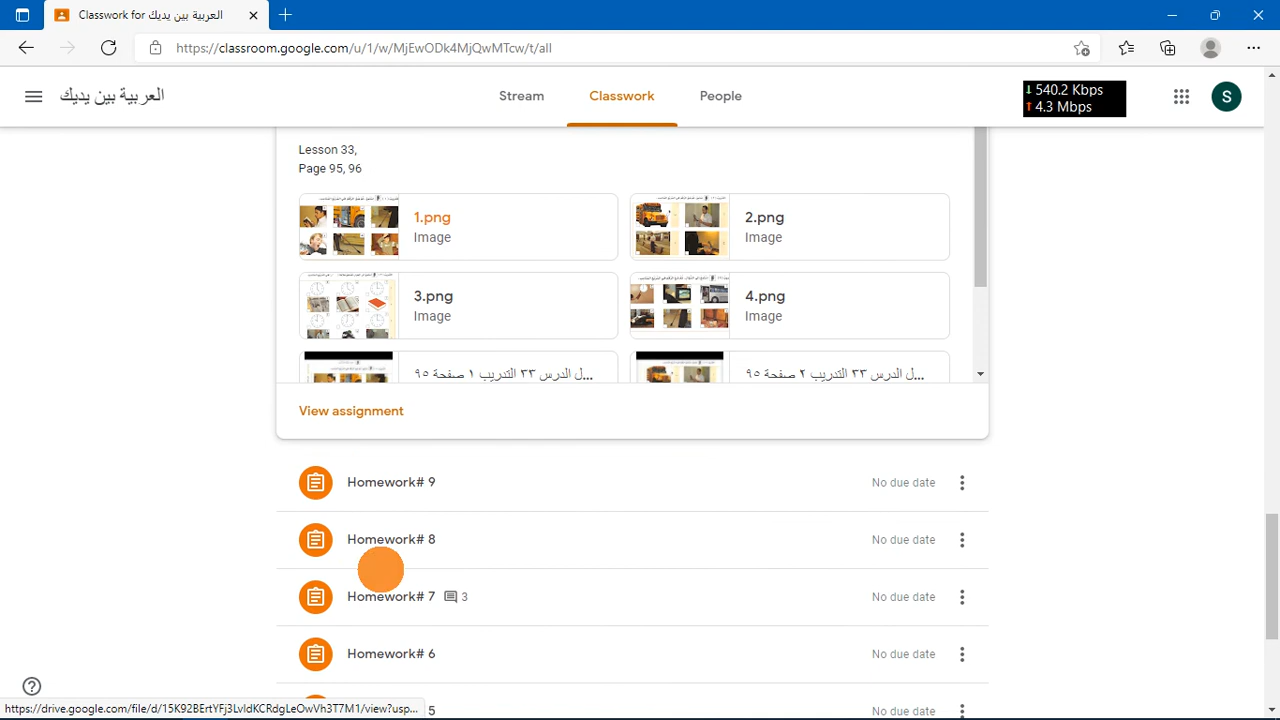 Classwork for العربية بين يديك
https://classroom.google.com/u/1/w/MjEwODk4MjQwMTcw/t/all
العربية بين يديك
Stream
Classwork
People
↓ 540.2 Kbps
↑ 4.3 Mbps
S
Lesson 33,
Page 95, 96
1.png
Image
2.png
Image
3.png
Image
4.png
Image
ل الدرس ٣٣ التدريب ١ صفحة ٩٥...
ل الدرس ٣٣ التدريب ٢ صفحة ٩٥...
View assignment
Homework# 9
No due date
Homework# 8
No due date
Homework# 7
3
No due date
Homework# 6
No due date
5
No due date
https://drive.google.com/file/d/15K92BErtYFj3LvldKCRdgLeOwVh3T7M1/view?usp...